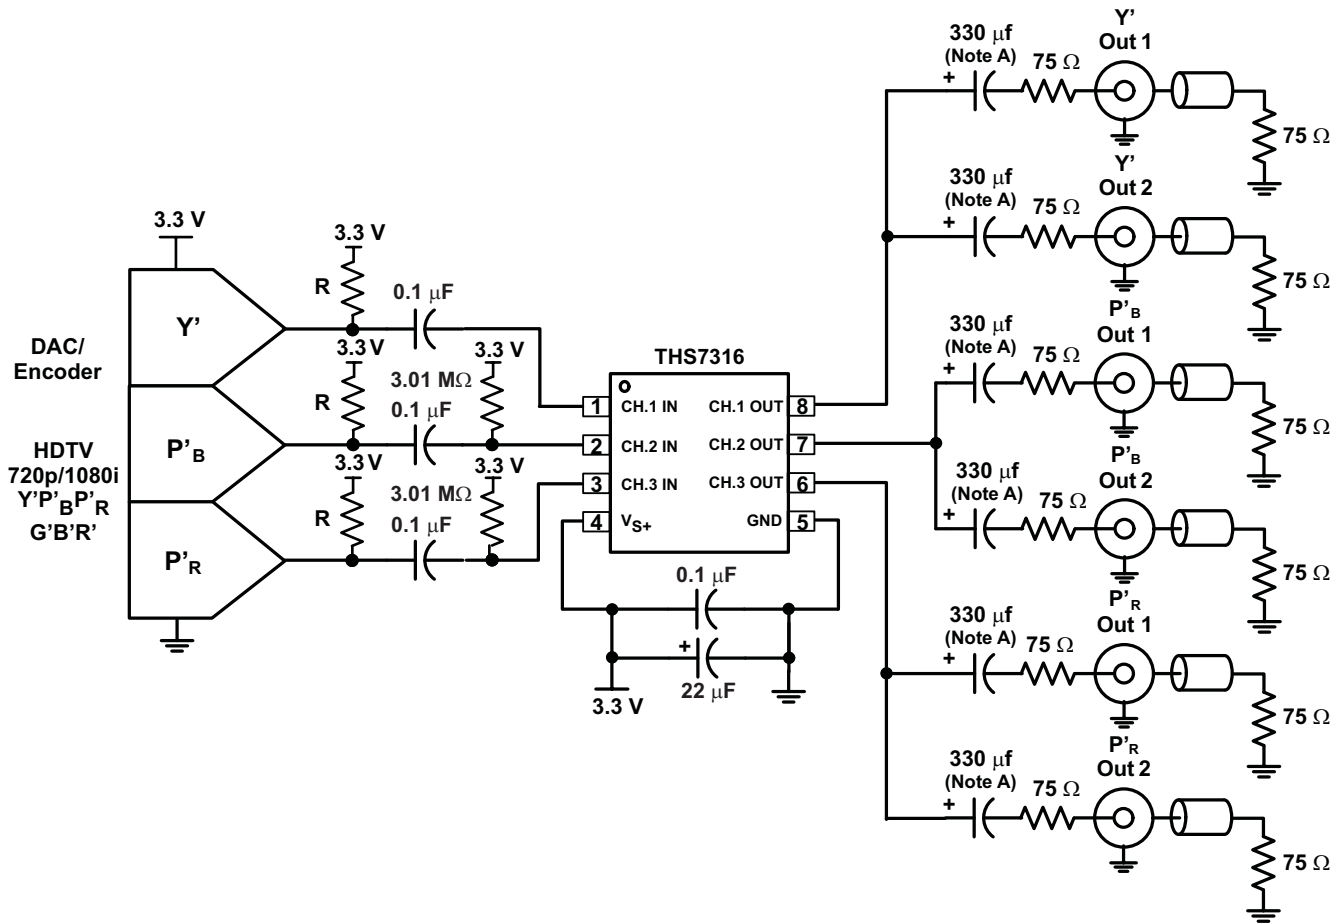 Y'
Out 1
330 μf
(Note A)
75 Ω
+
75 Ω
Y'
Out 2
330 μf
(Note A)
75 Ω
+
75 Ω
3.3 V
3.3 V
R
0.1 μF
Y'
DAC/
Encoder
3.3 V
3.3 V
3.01 MΩ
R
0.1 μF
P'B
HDTV
720p/1080i
Y'P'BP'R
G'B'R'
3.3 V
3.3 V
3.01 MΩ
R
0.1 μF
P'R
THS7316
1 CH.1 IN CH.1 OUT 8
2 CH.2 IN CH.2 OUT 7
3 CH.3 IN CH.3 OUT 6
4 VS+ GND 5
0.1 μF
+
22 μF
3.3 V
P'B
Out 1
330 μf
(Note A)
75 Ω
+
75 Ω
P'B
Out 2
330 μf
(Note A)
75 Ω
+
75 Ω
P'R
Out 1
330 μf
(Note A)
75 Ω
+
75 Ω
P'R
Out 2
330 μf
(Note A)
75 Ω
+
75 Ω